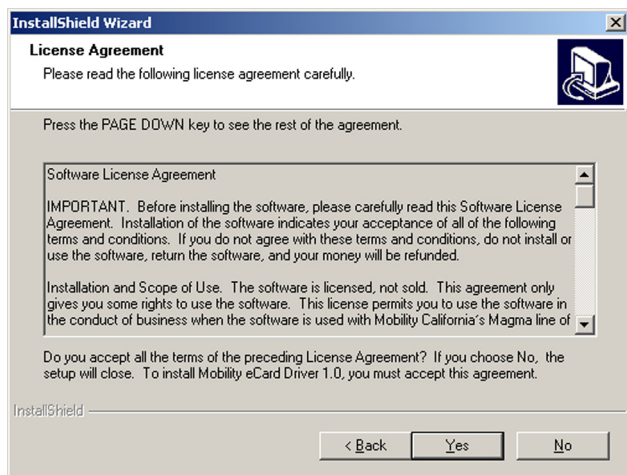 InstallShield Wizard
License Agreement
Please read the following license agreement carefully.
Press the PAGE DOWN key to see the rest of the agreement.
Software License Agreement
IMPORTANT.  Before installing the software, please carefully read this Software License
Agreement.  Installation of the software indicates your acceptance of all of the following
terms and conditions.  If you do not agree with these terms and conditions, do not install or
use the software, return the software, and your money will be refunded.
Installation and Scope of Use.  The software is licensed, not sold.  This agreement only
gives you some rights to use the software.  This license permits you to use the software in
the conduct of business when the software is used with Mobility California's Magma line of
Do you accept all the terms of the preceding License Agreement?  If you choose No,  the
setup will close.  To install Mobility eCard Driver 1.0, you must accept this agreement.
InstallShield
< Back
Yes
No